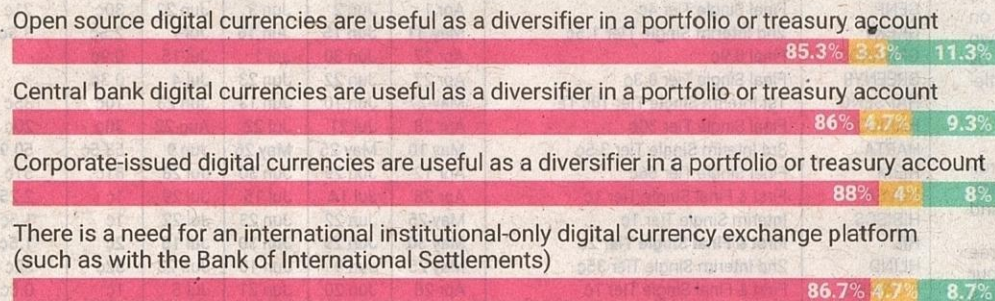 Open source digital currencies are useful as a diversifier in a portfolio or treasury account
85.3% 3.3% 11.3%
Central bank digital currencies are useful as a diversifier in a portfolio or treasury account
86% 4.7% 9.3%
Corporate-issued digital currencies are useful as a diversifier in a portfolio or treasury account
88% 4% 8%
There is a need for an international institutional-only digital currency exchange platform
(such as with the Bank of International Settlements)
86.7% 4.7% 8.7%